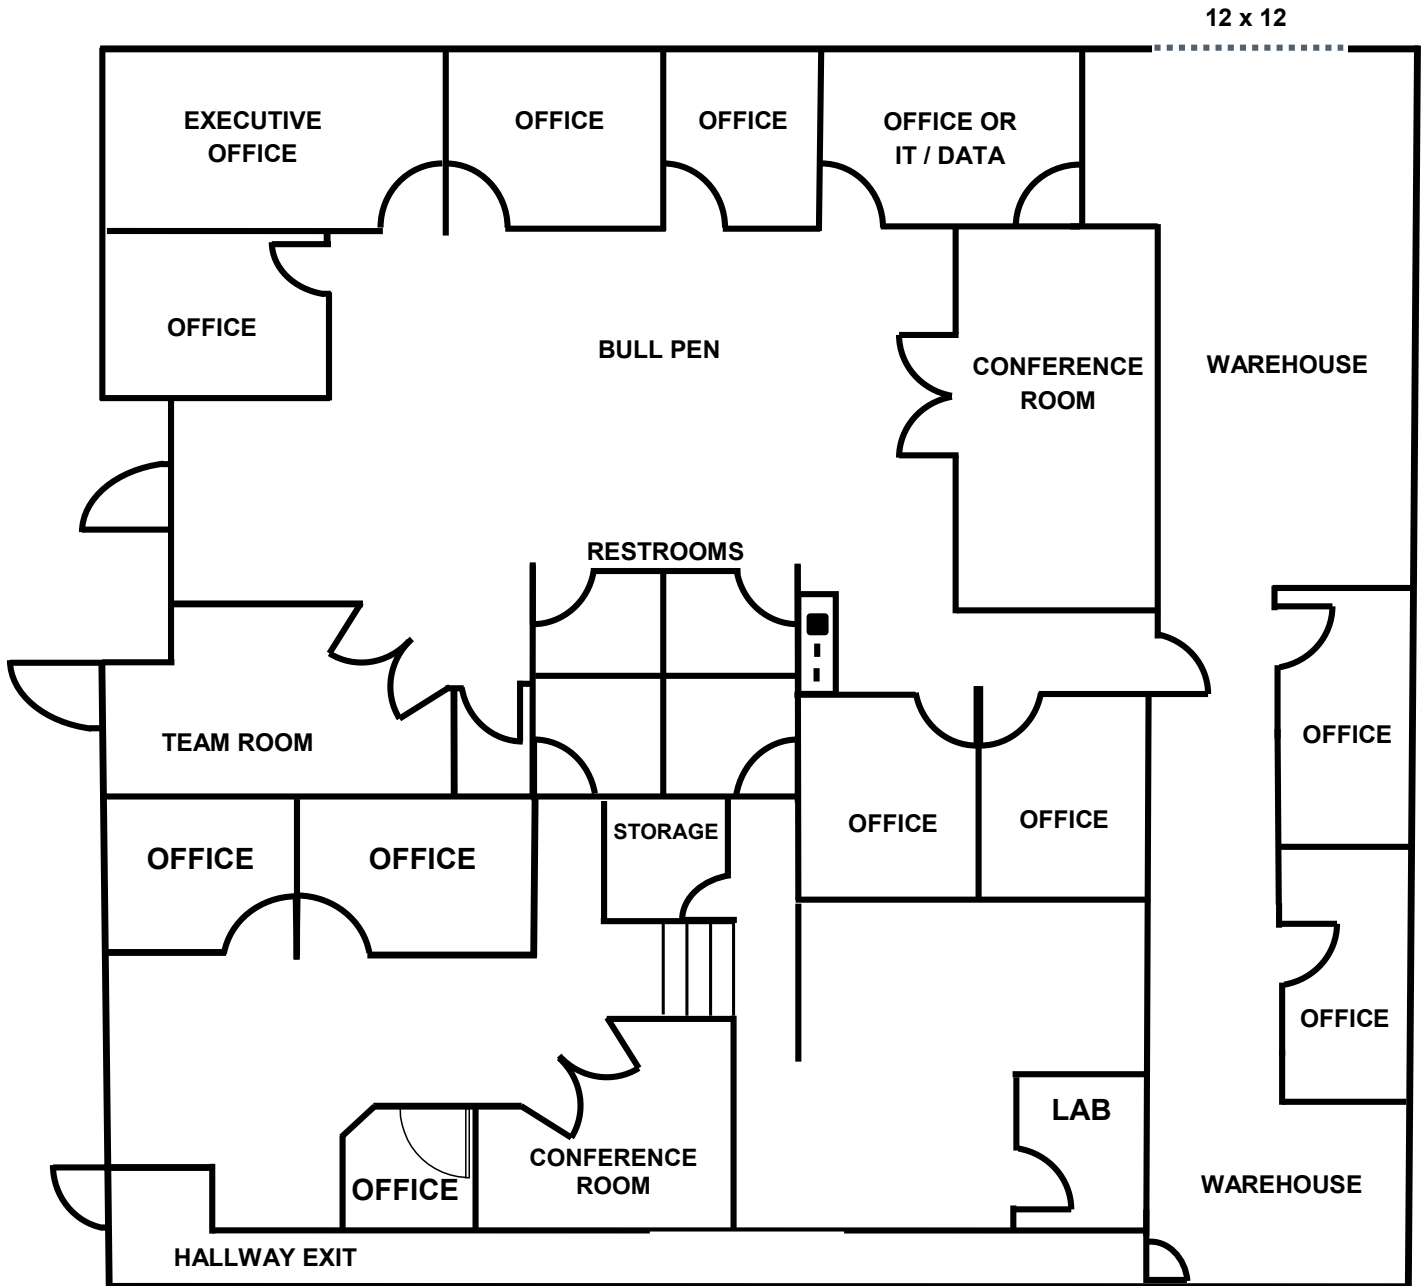 12 x 12
EXECUTIVE
OFFICE
OFFICE
OFFICE
OFFICE OR
IT / DATA
OFFICE
BULL PEN
CONFERENCE
ROOM
WAREHOUSE
RESTROOMS
TEAM ROOM
OFFICE
OFFICE
OFFICE
STORAGE
OFFICE
OFFICE
OFFICE
LAB
CONFERENCE
ROOM
OFFICE
WAREHOUSE
HALLWAY EXIT